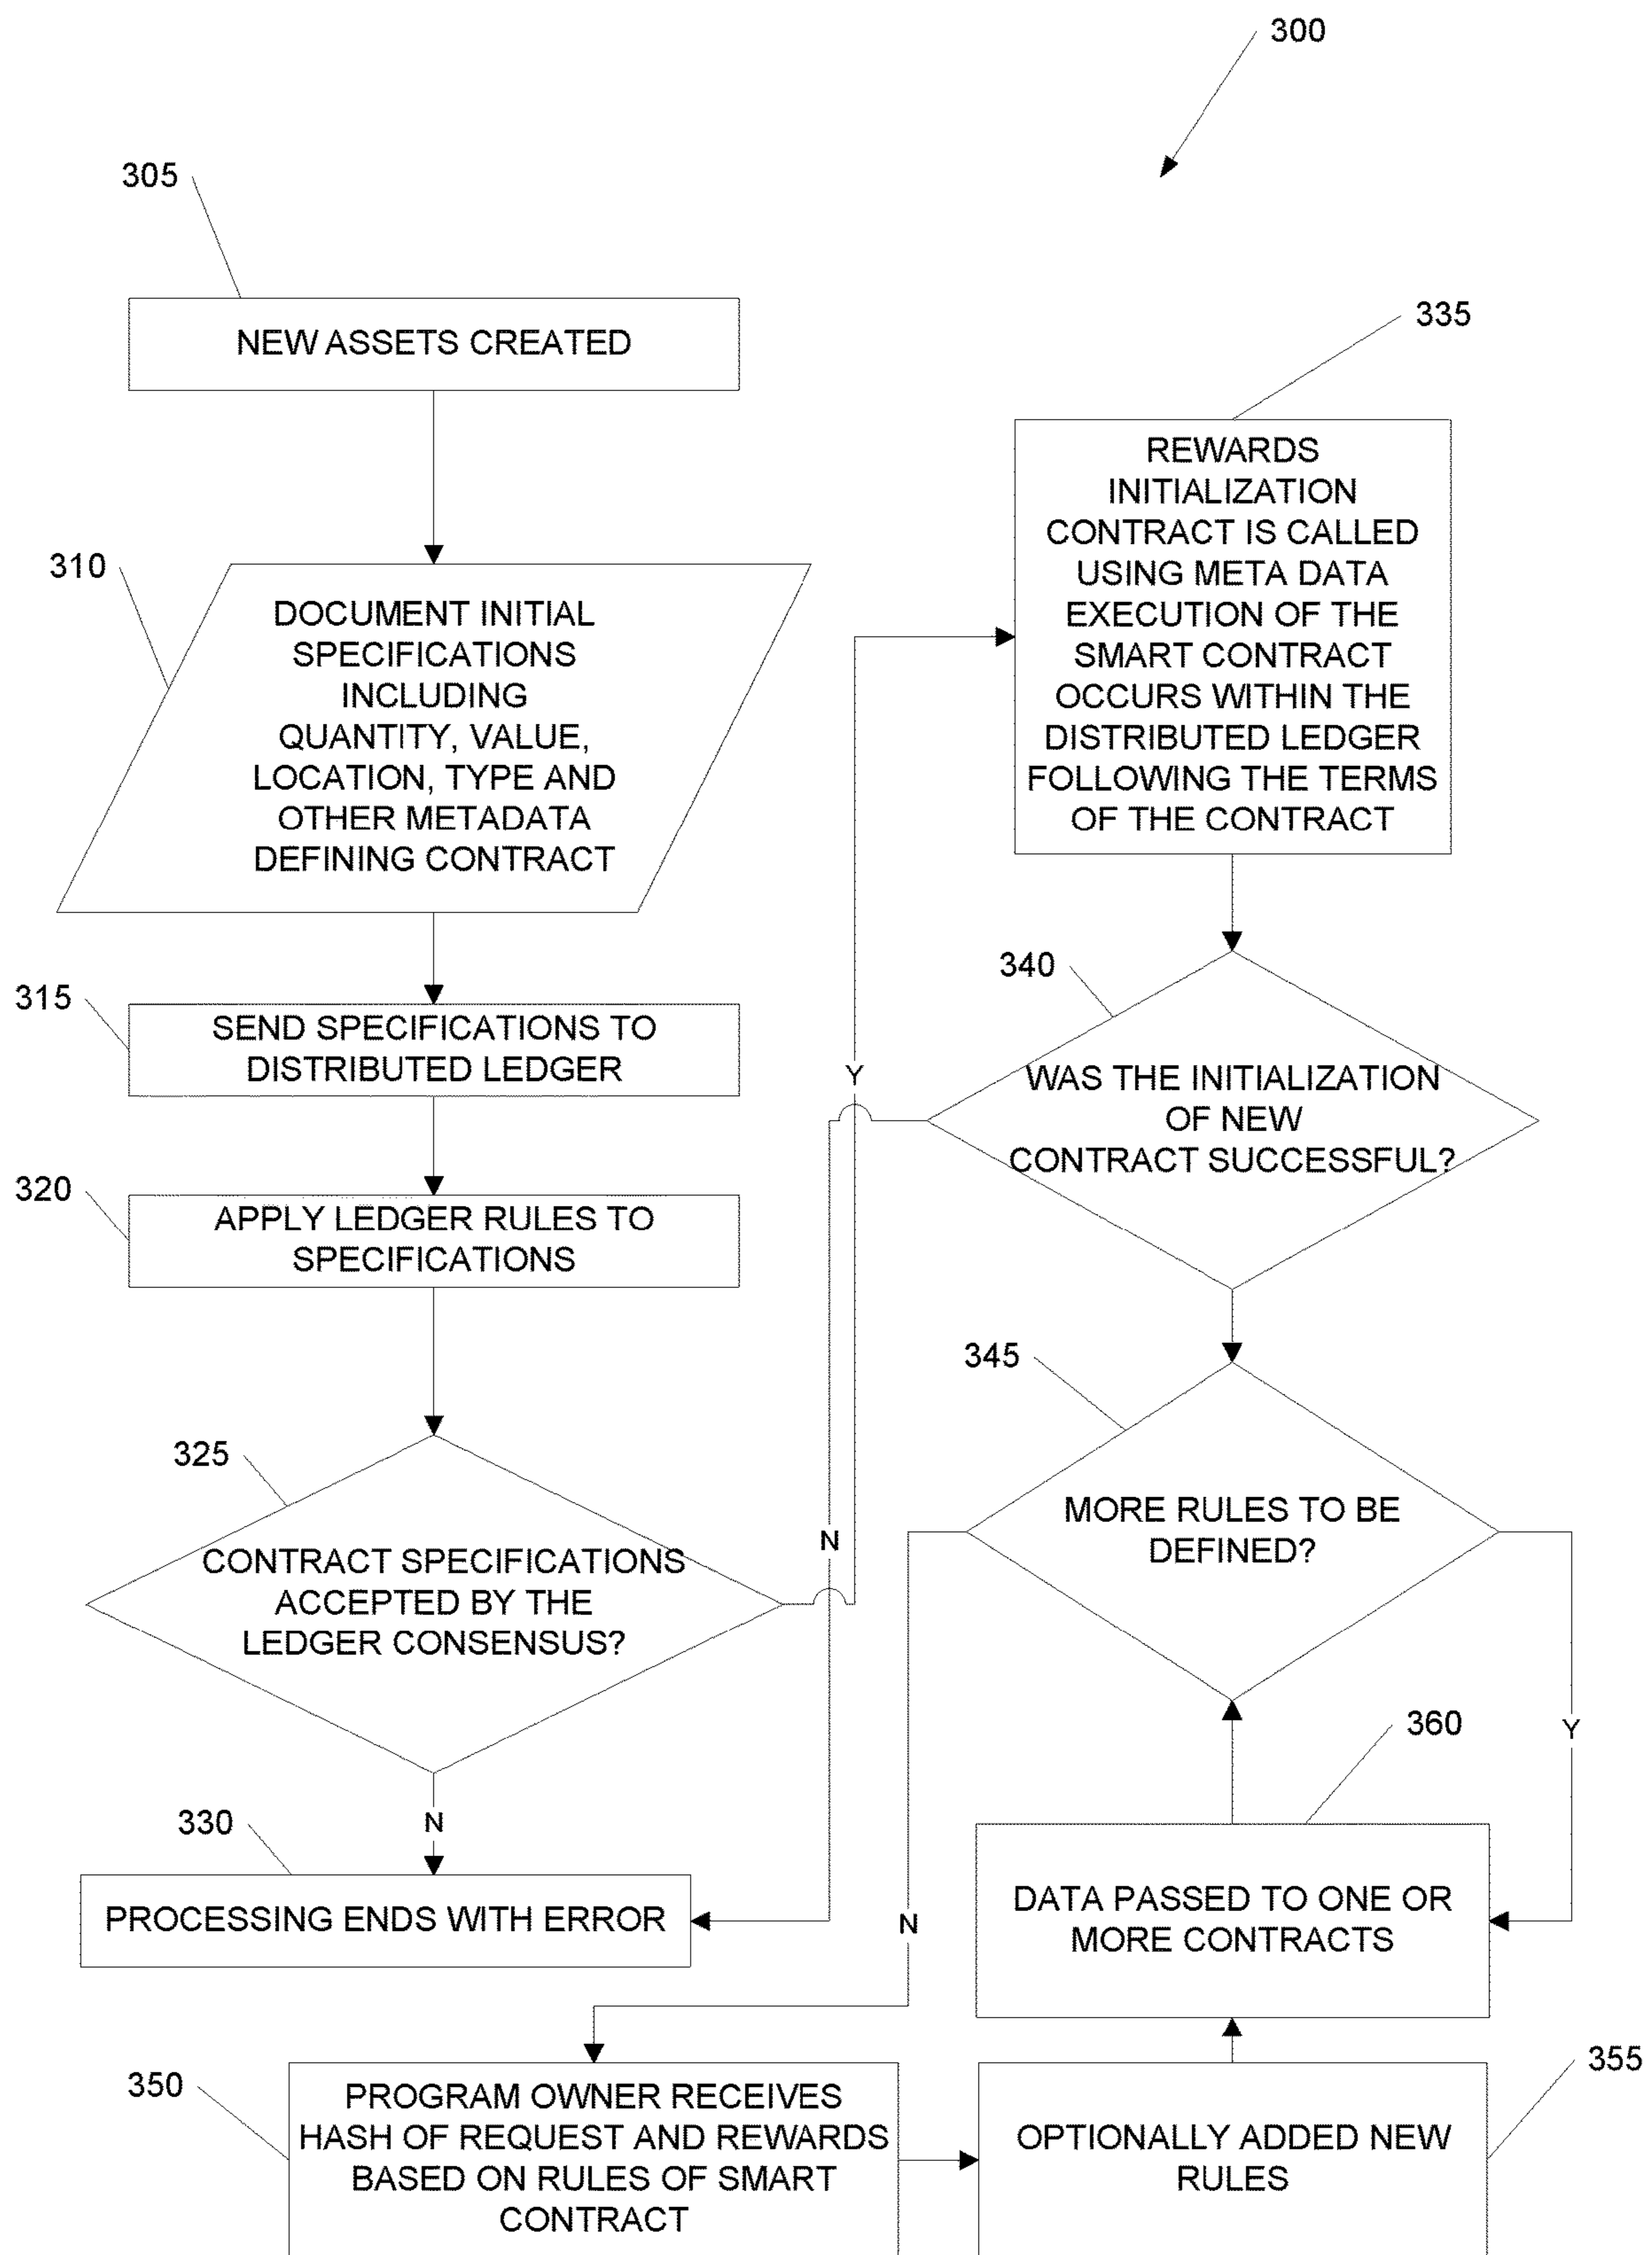 300
305
NEW ASSETS CREATED
310
DOCUMENT INITIAL
SPECIFICATIONS
INCLUDING
QUANTITY, VALUE,
LOCATION, TYPE AND
OTHER METADATA
DEFINING CONTRACT
315
SEND SPECIFICATIONS TO
DISTRIBUTED LEDGER
320
APPLY LEDGER RULES TO
SPECIFICATIONS
325
CONTRACT SPECIFICATIONS
ACCEPTED BY THE
LEDGER CONSENSUS?
N
Y
330
PROCESSING ENDS WITH ERROR
335
REWARDS
INITIALIZATION
CONTRACT IS CALLED
USING META DATA
EXECUTION OF THE
SMART CONTRACT
OCCURS WITHIN THE
DISTRIBUTED LEDGER
FOLLOWING THE TERMS
OF THE CONTRACT
340
WAS THE INITIALIZATION
OF NEW
CONTRACT SUCCESSFUL?
N
345
MORE RULES TO BE
DEFINED?
Y
N
360
DATA PASSED TO ONE OR
MORE CONTRACTS
350
PROGRAM OWNER RECEIVES
HASH OF REQUEST AND REWARDS
BASED ON RULES OF SMART
CONTRACT
355
OPTIONALLY ADDED NEW
RULES